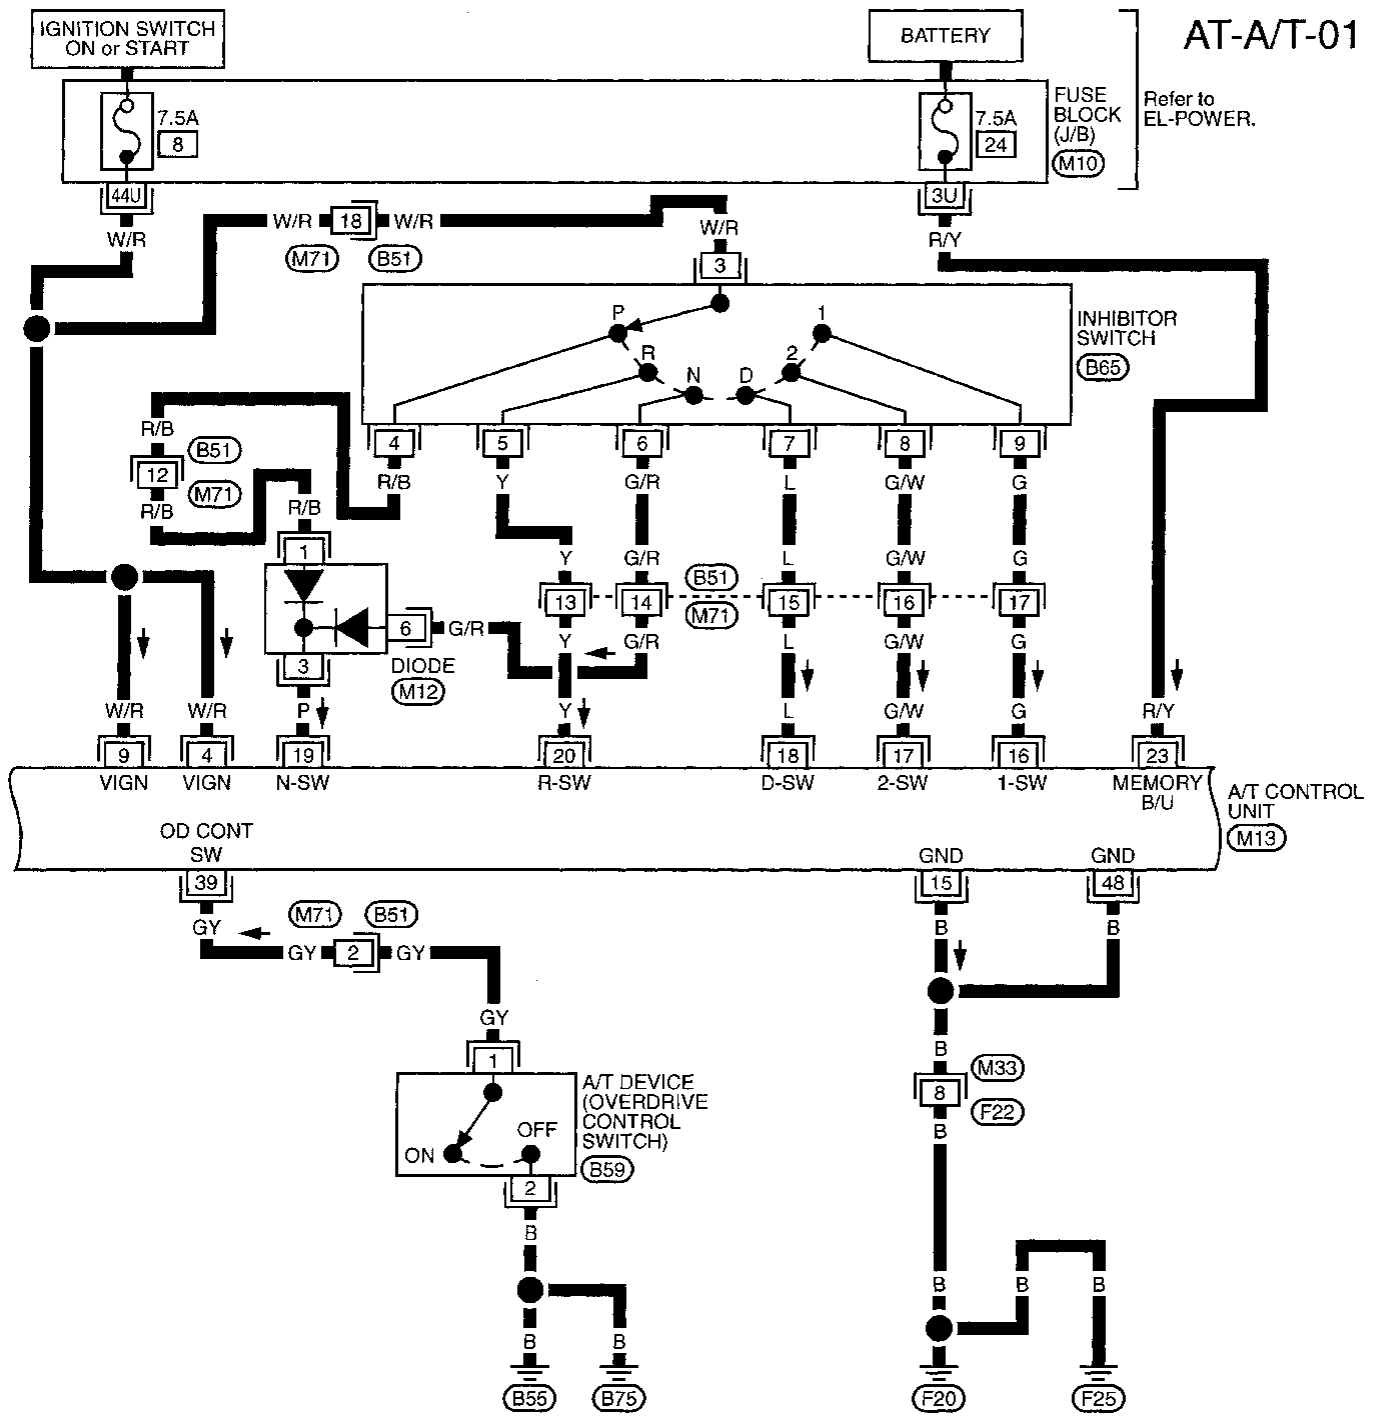 IGNITION SWITCH
ON or START
BATTERY
AT-A/T-01
7.5A
8
7.5A
24
FUSE
BLOCK
(J/B)
M10
Refer to
EL-POWER.
44U
3U
W/R
W/R
18
W/R
W/R
R/Y
M71
B51
3
P
R
N
D
2
1
INHIBITOR
SWITCH
B65
4
5
6
7
8
9
R/B
B51
12
M71
R/B
R/B
R/B
Y
G/R
L
G/W
G
1
Y
G/R
L
G/W
G
B51
13
14
15
16
17
M71
6
G/R
Y
G/R
L
G/W
G
3
DIODE
M12
W/R
W/R
P
Y
L
G/W
G
R/Y
9
4
19
20
18
17
16
23
VIGN
VIGN
N-SW
R-SW
D-SW
2-SW
1-SW
MEMORY
B/U
A/T CONTROL
UNIT
M13
OD CONT
SW
GND
GND
39
15
48
GY
M71
B51
B
B
GY
2
GY
GY
B
1
M33
8
F22
B
A/T DEVICE
(OVERDRIVE
CONTROL
SWITCH)
B59
ON
OFF
2
B
B
B
B
B
B
B
B55
B75
F20
F25